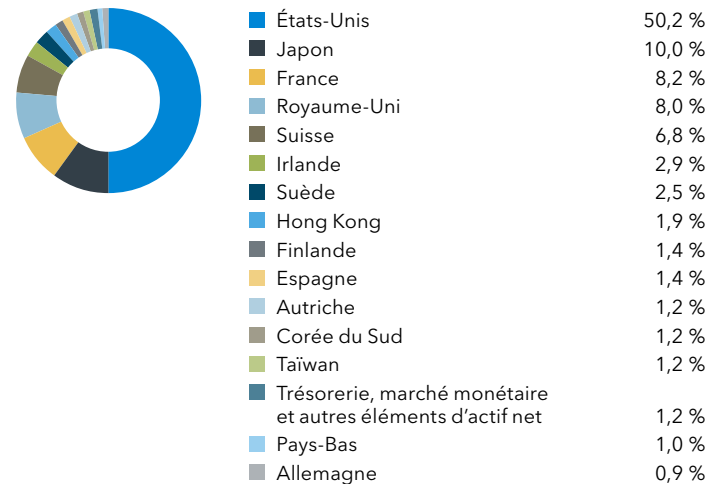 États-Unis 50,2 %
Japon 10,0 %
France 8,2 %
Royaume-Uni 8,0 %
Suisse 6,8 %
Irlande 2,9 %
Suède 2,5 %
Hong Kong 1,9 %
Finlande 1,4 %
Espagne 1,4 %
Autriche 1,2 %
Corée du Sud 1,2 %
Taïwan 1,2 %
Trésorerie, marché monétaire
et autres éléments d’actif net 1,2 %
Pays-Bas 1,0 %
Allemagne 0,9 %